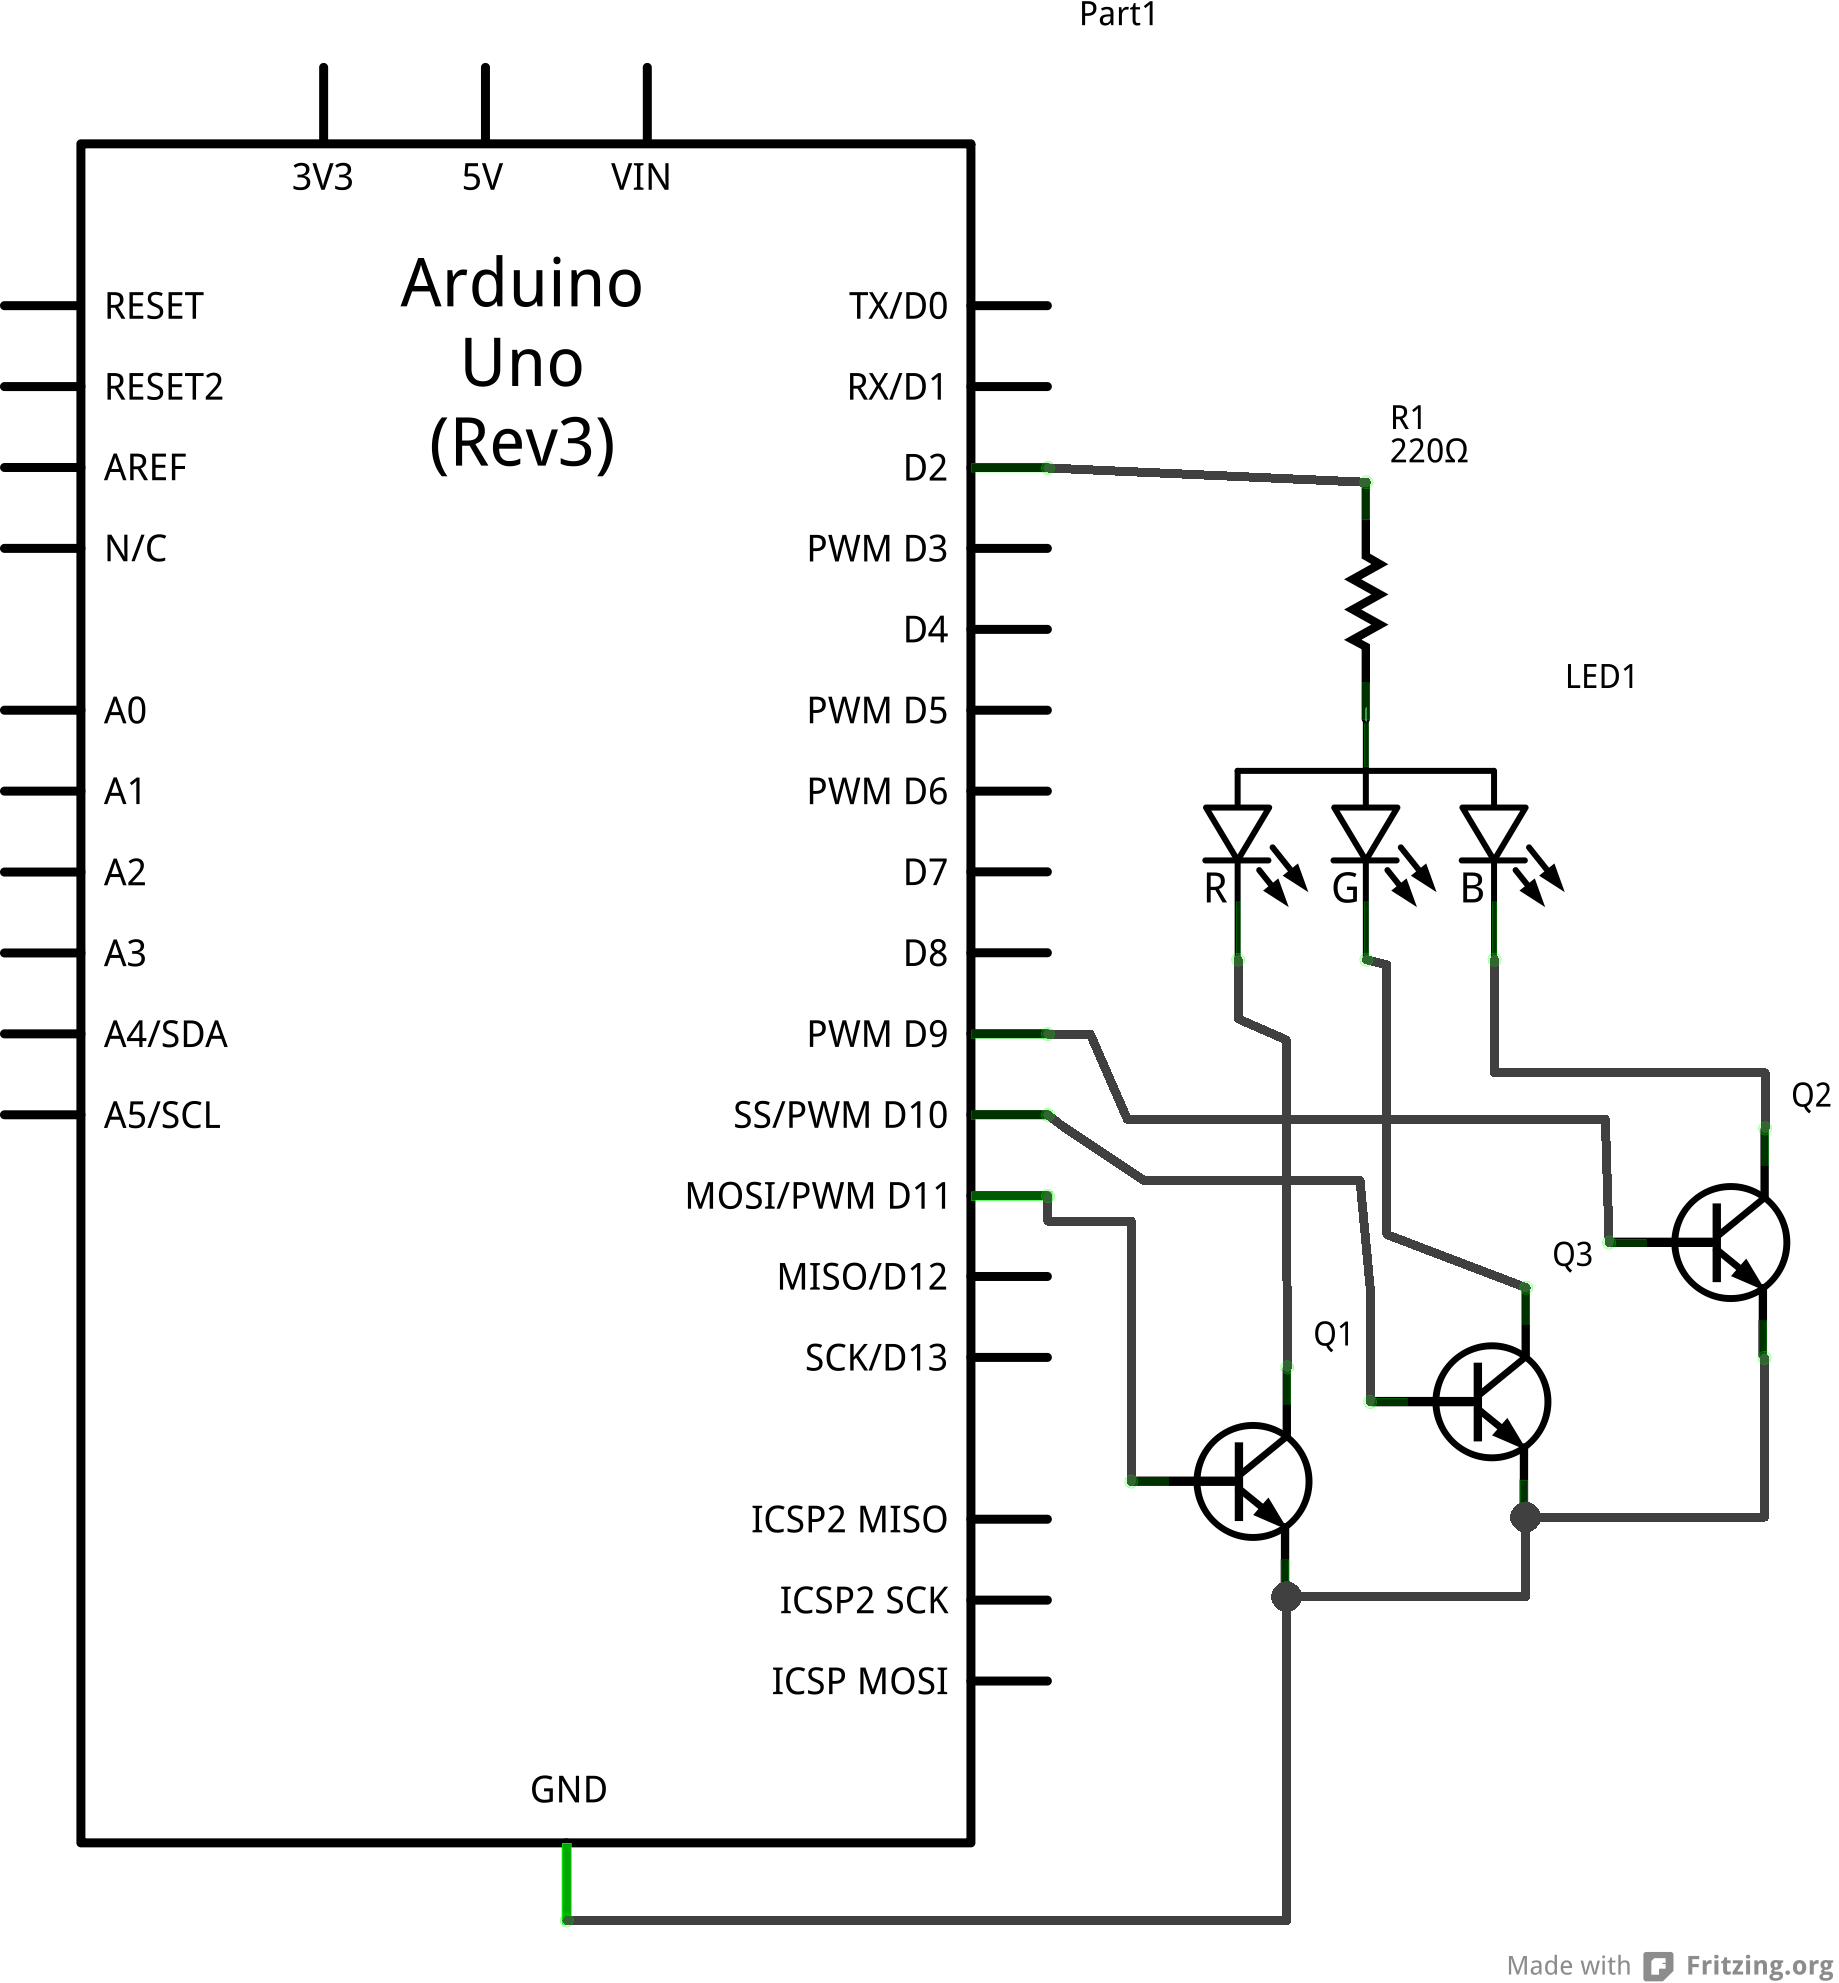 Part1
3V3 5V VIN
Arduino
Uno
(Rev3)
RESET
RESET2
AREF
N/C
A0
A1
A2
A3
A4/SDA
A5/SCL
TX/D0
RX/D1
D2
PWM D3
D4
PWM D5
PWM D6
D7
D8
PWM D9
SS/PWM D10
MOSI/PWM D11
MISO/D12
SCK/D13
ICSP2 MISO
ICSP2 SCK
ICSP MOSI
GND
R1
220Ω
LED1
R G B
Q2
Q3
Q1
Made with Fritzing.org